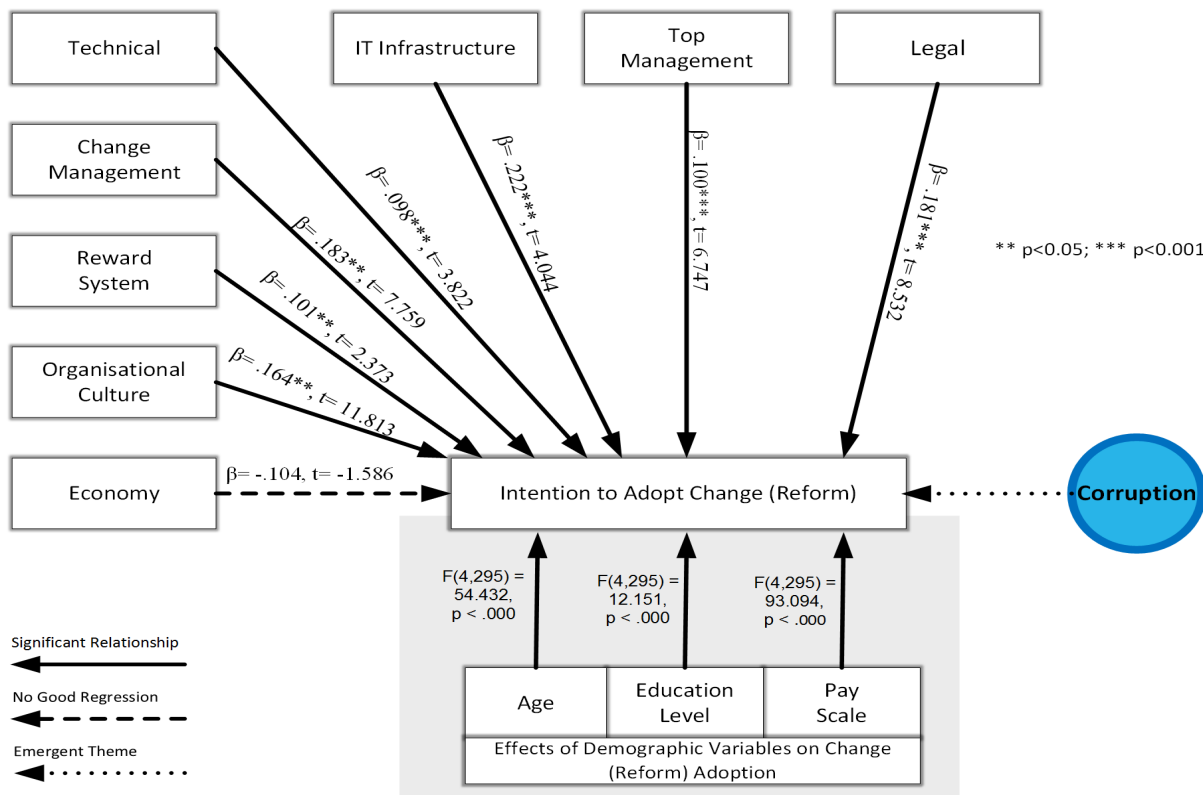 Technical
IT Infrastructure
Top
Management
Legal
Change
Management
Reward
System
Organisational
Culture
Economy
β= .098***, t= 3.822
β= .222***, t= 4.044
β= .100***, t= 6.747
β= .181***, t= 8.532
β= .183**, t= 7.759
β= .101**, t= 2.373
β= .164**, t= 11.813
β= -.104, t= -1.586
** p<0.05; *** p<0.001
Intention to Adopt Change (Reform)
Corruption
F(4,295) =
54.432,
p < .000
F(4,295) =
12.151,
p < .000
F(4,295) =
93.094,
p < .000
Age
Education
Level
Pay
Scale
Effects of Demographic Variables on Change
(Reform) Adoption
Significant Relationship
No Good Regression
Emergent Theme